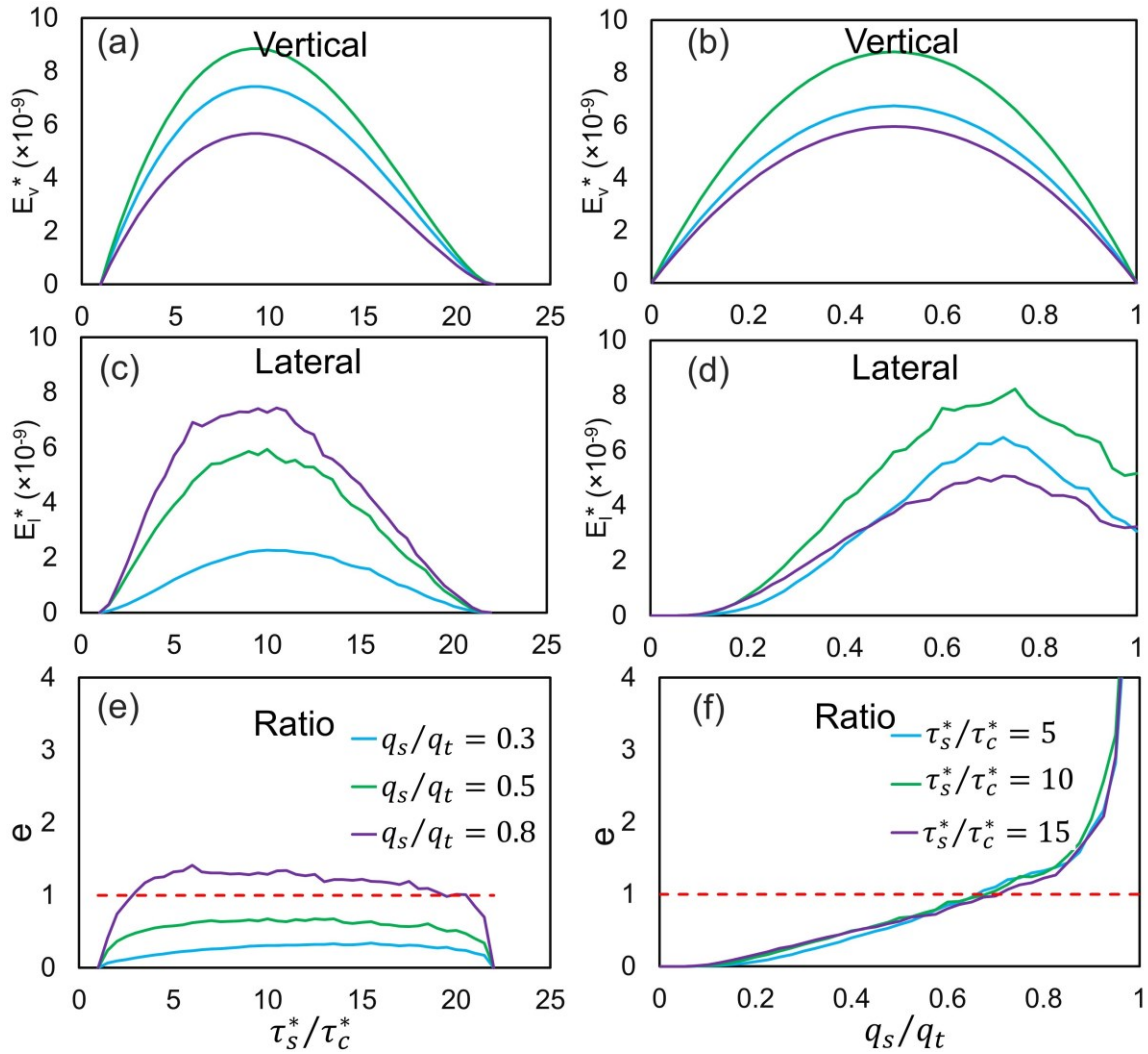 (a) Vertical
E_v* (×10⁻⁹)
10
8
6
4
2
0
0 5 10 15 20 25
(b) Vertical
E_v* (×10⁻⁹)
10
8
6
4
2
0
0 0.2 0.4 0.6 0.8 1
(c) Lateral
E_l* (×10⁻⁹)
10
8
6
4
2
0
0 5 10 15 20 25
(d) Lateral
E_l* (×10⁻⁹)
10
8
6
4
2
0
0 0.2 0.4 0.6 0.8 1
(e) Ratio
q_s/q_t = 0.3
q_s/q_t = 0.5
q_s/q_t = 0.8
e
4
3
2
1
0
0 5 10 15 20 25
τ_s*/τ_c*
(f) Ratio
τ_s*/τ_c* = 5
τ_s*/τ_c* = 10
τ_s*/τ_c* = 15
e
4
3
2
1
0
0 0.2 0.4 0.6 0.8 1
q_s/q_t